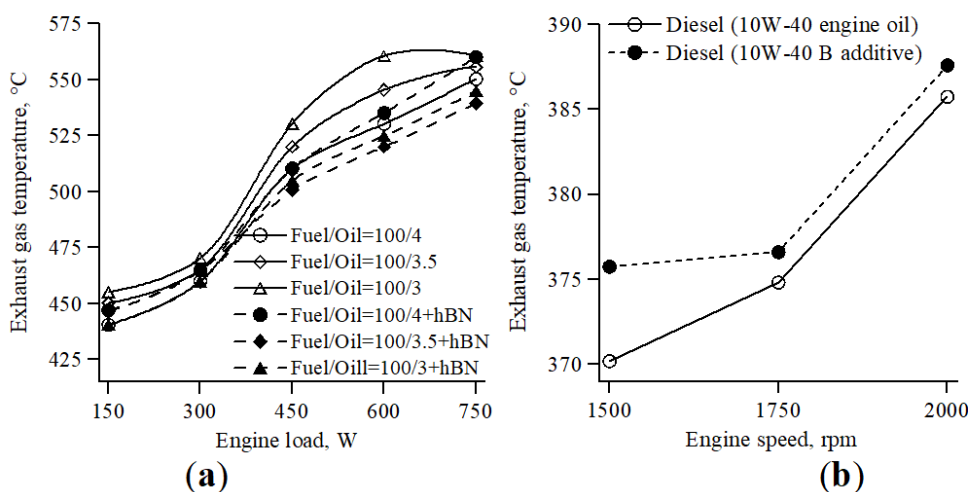 575
550
525
500
475
450
425
Exhaust gas temperature, °C
Fuel/Oil=100/4
Fuel/Oil=100/3.5
Fuel/Oil=100/3
Fuel/Oil=100/4+hBN
Fuel/Oil=100/3.5+hBN
Fuel/Oill=100/3+hBN
150 300 450 600 750
Engine load, W
(a)
390
385
380
375
370
Exhaust gas temperature, °C
Diesel (10W-40 engine oil)
Diesel (10W-40 B additive)
1500 1750 2000
Engine speed, rpm
(b)